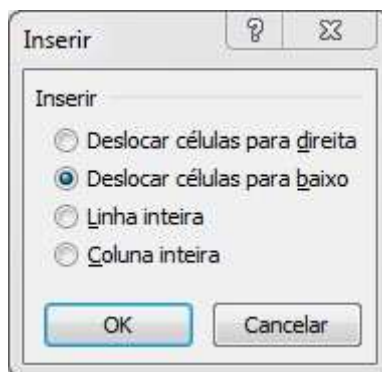 Inserir
Inserir
Deslocar células para direita
Deslocar células para baixo
Linha inteira
Coluna inteira
OK
Cancelar